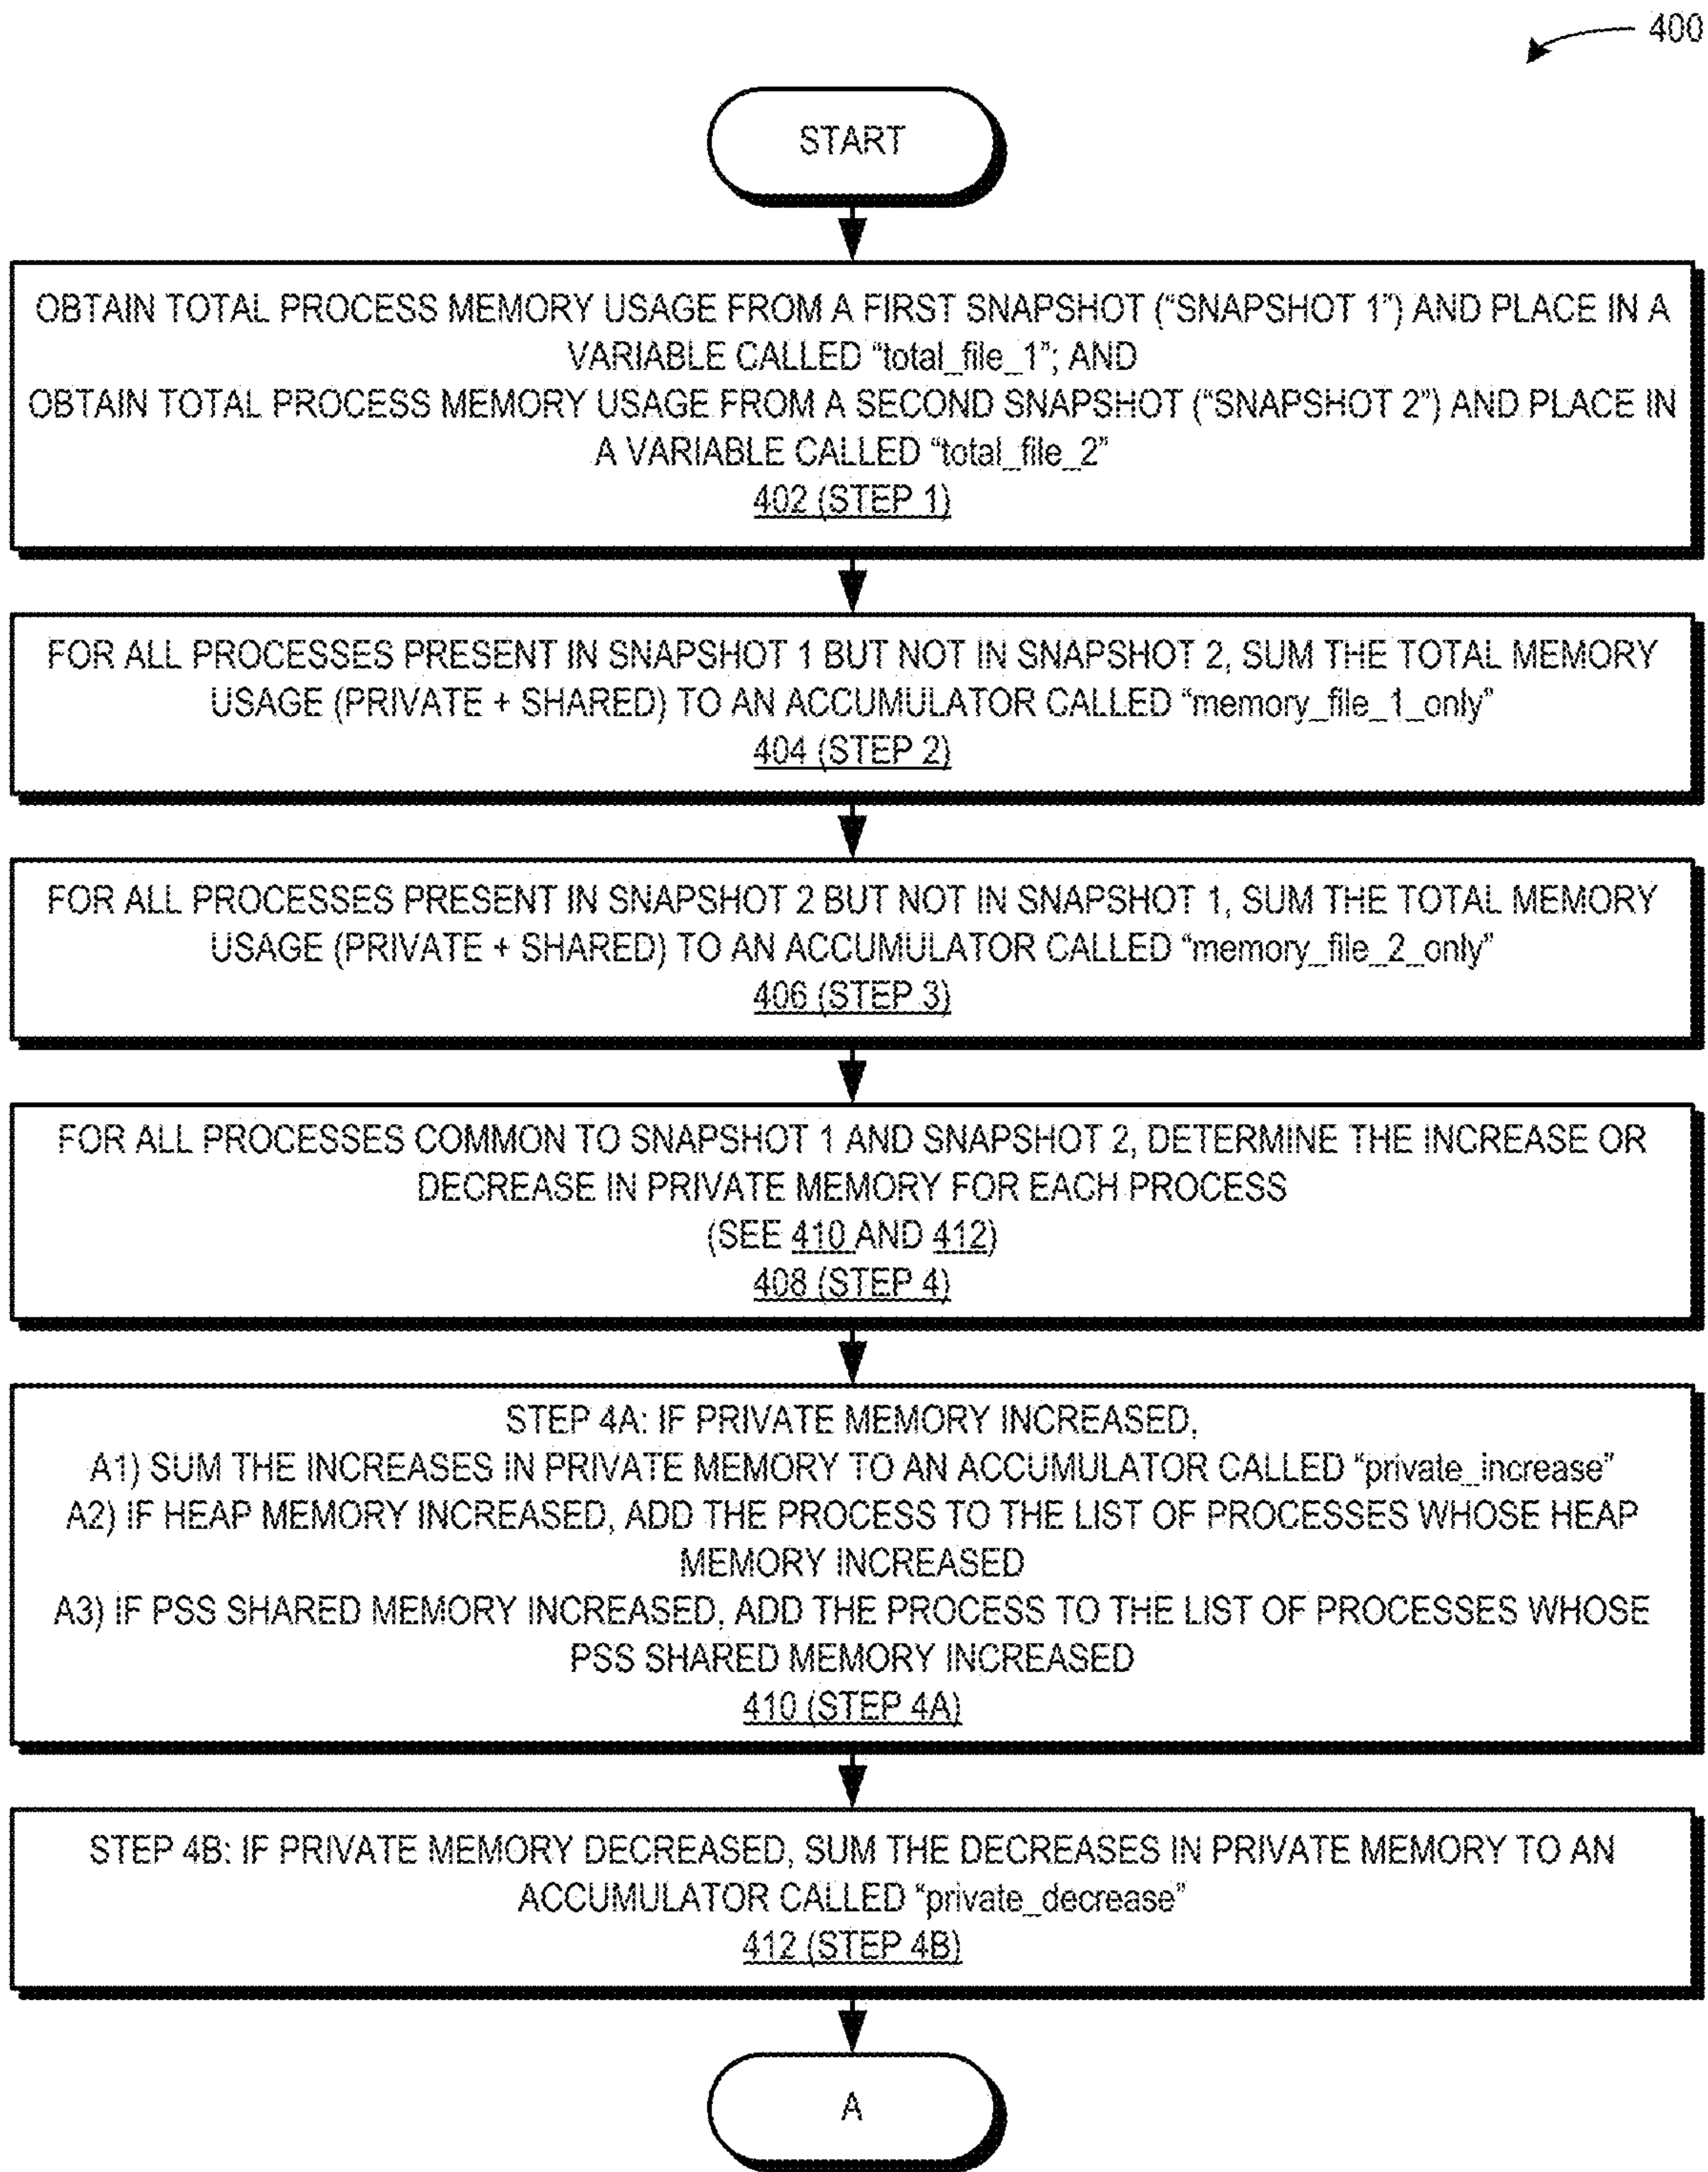 400
START
OBTAIN TOTAL PROCESS MEMORY USAGE FROM A FIRST SNAPSHOT (“SNAPSHOT 1”) AND PLACE IN A
VARIABLE CALLED “total_file_1”; AND
OBTAIN TOTAL PROCESS MEMORY USAGE FROM A SECOND SNAPSHOT (“SNAPSHOT 2”) AND PLACE IN
A VARIABLE CALLED “total_file_2”
402 (STEP 1)
FOR ALL PROCESSES PRESENT IN SNAPSHOT 1 BUT NOT IN SNAPSHOT 2, SUM THE TOTAL MEMORY
USAGE (PRIVATE + SHARED) TO AN ACCUMULATOR CALLED “memory_file_1_only”
404 (STEP 2)
FOR ALL PROCESSES PRESENT IN SNAPSHOT 2 BUT NOT IN SNAPSHOT 1, SUM THE TOTAL MEMORY
USAGE (PRIVATE + SHARED) TO AN ACCUMULATOR CALLED “memory_file_2_only”
406 (STEP 3)
FOR ALL PROCESSES COMMON TO SNAPSHOT 1 AND SNAPSHOT 2, DETERMINE THE INCREASE OR
DECREASE IN PRIVATE MEMORY FOR EACH PROCESS
(SEE 410 AND 412)
408 (STEP 4)
STEP 4A: IF PRIVATE MEMORY INCREASED,
A1) SUM THE INCREASES IN PRIVATE MEMORY TO AN ACCUMULATOR CALLED “private_increase”
A2) IF HEAP MEMORY INCREASED, ADD THE PROCESS TO THE LIST OF PROCESSES WHOSE HEAP
MEMORY INCREASED
A3) IF PSS SHARED MEMORY INCREASED, ADD THE PROCESS TO THE LIST OF PROCESSES WHOSE
PSS SHARED MEMORY INCREASED
410 (STEP 4A)
STEP 4B: IF PRIVATE MEMORY DECREASED, SUM THE DECREASES IN PRIVATE MEMORY TO AN
ACCUMULATOR CALLED “private_decrease”
412 (STEP 4B)
A